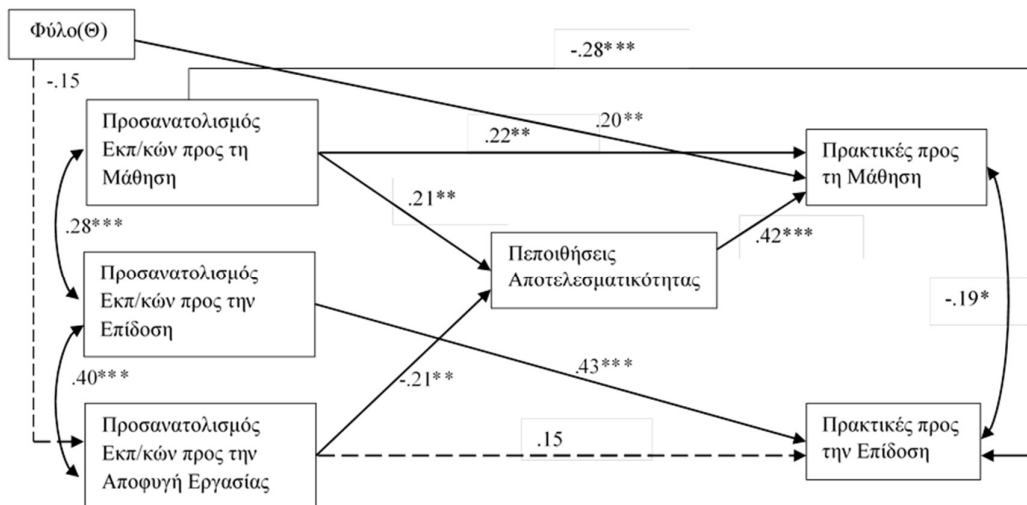 Φύλο(Θ)
-.28***
-.15
Προσανατολισμός
Εκπ/κών προς τη
Μάθηση
.22**
.20**
Πρακτικές προς
τη Μάθηση
.21**
.28***
Πεποιθήσεις
Αποτελεσματικότητας
.42***
Προσανατολισμός
Εκπ/κών προς την
Επίδοση
-.19*
.40***
-.21**
.43***
Προσανατολισμός
Εκπ/κών προς την
Αποφυγή Εργασίας
.15
Πρακτικές προς
την Επίδοση